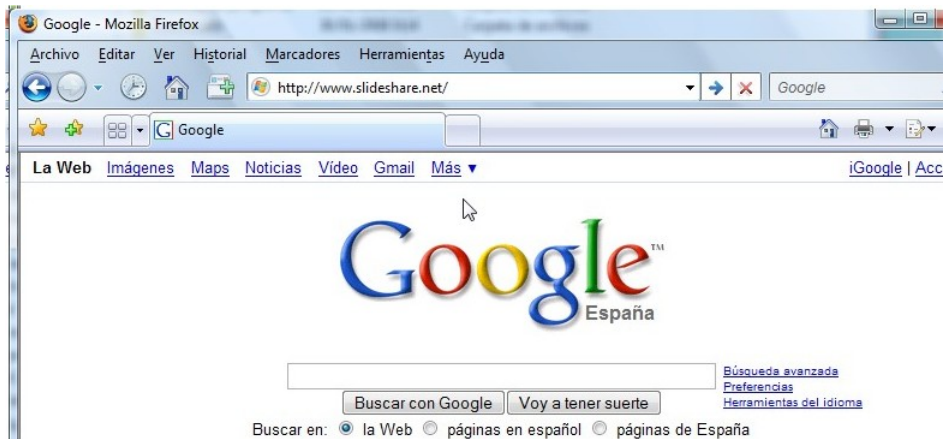 Google - Mozilla Firefox
Archivo Editar Ver Historial Marcadores Herramientas Ayuda
http://www.slideshare.net/ Google
Google
La Web Imágenes Maps Noticias Vídeo Gmail Más ▼ iGoogle | Acc
Google™
España
Búsqueda avanzada
Preferencias
Buscar con Google Voy a tener suerte Herramientas del idioma
Buscar en: la Web páginas en español páginas de España